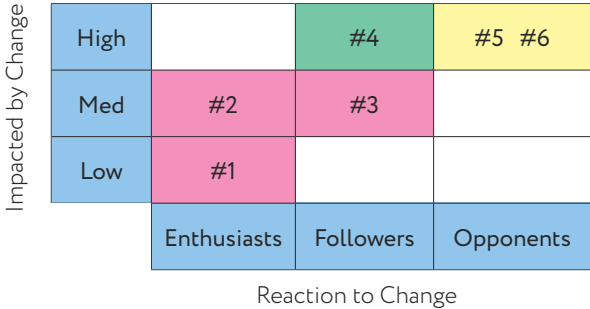 Impacted by Change
High #4 #5 #6
Med #2 #3
Low #1
Enthusiasts Followers Opponents
Reaction to Change